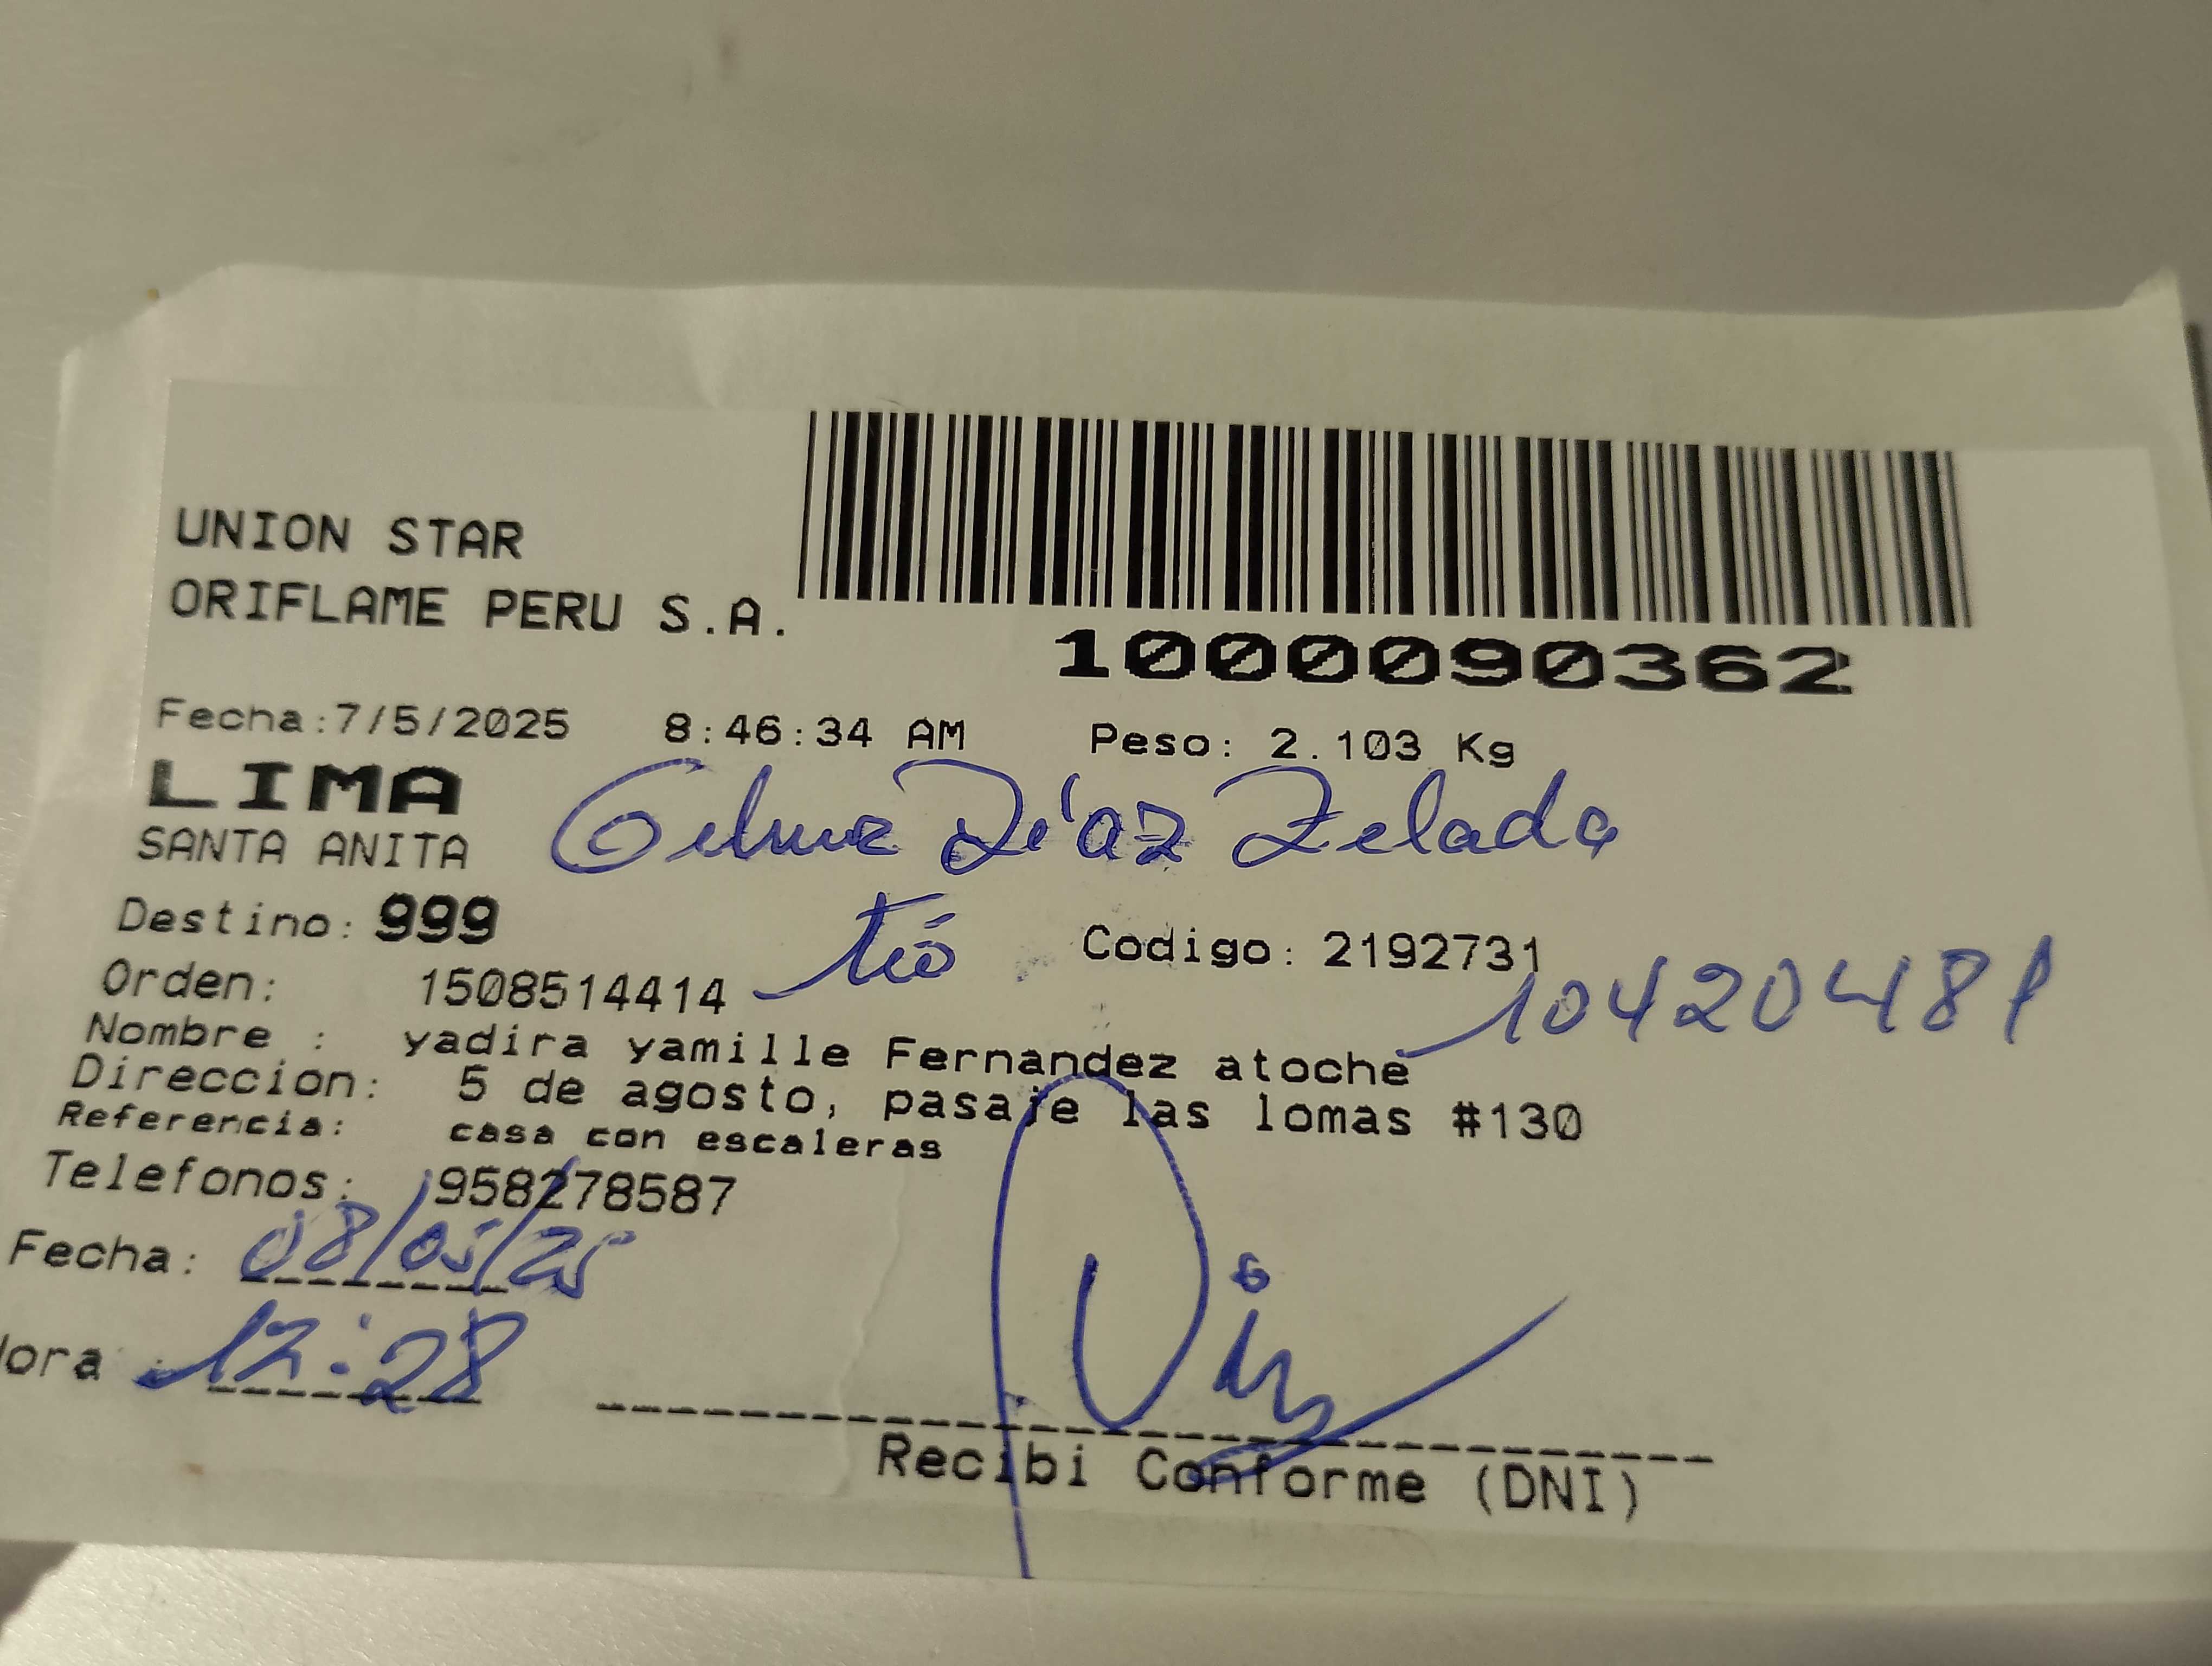 UNION STAR
ORIFLAME PERU S.A.
1000090362
Fecha:7/5/2025 8:46:34 AM Peso: 2.103 Kg
LIMA
SANTA ANITA
Díaz Zelada
Destino: 999
tío
Codigo: 2192731
Orden: 1508514414
Nombre : yadira yamille Fernandez atoche
Direccion: 5 de agosto, pasaje las lomas #130
Referencia: casa con escaleras
Telefonos: 958278587
Fecha: 08/05/25
Hora : 12:28
Recibi Conforme (DNI)